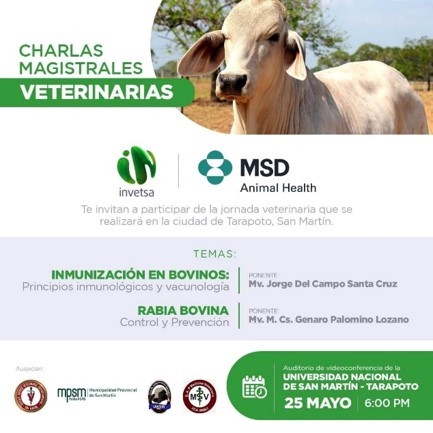 CHARLAS
MAGISTRALES
VETERINARIAS
invetsa
MSD
Animal Health
Te invitan a participar de la jornada veterinaria que se
realizará en la ciudad de Tarapoto, San Martín.
TEMAS:
INMUNIZACIÓN EN BOVINOS:
Principios inmunológicos y vacunología
PONENTE:
Mv. Jorge Del Campo Santa Cruz
RABIA BOVINA
Control y Prevención
PONENTE:
Mv. M. Cs. Genaro Palomino Lozano
Auspician:
mpsm
Municipalidad Provincial
de San Martín
MSV
Auditorio de videoconferencia de la
UNIVERSIDAD NACIONAL
DE SAN MARTÍN - TARAPOTO
25 MAYO
6:00 PM